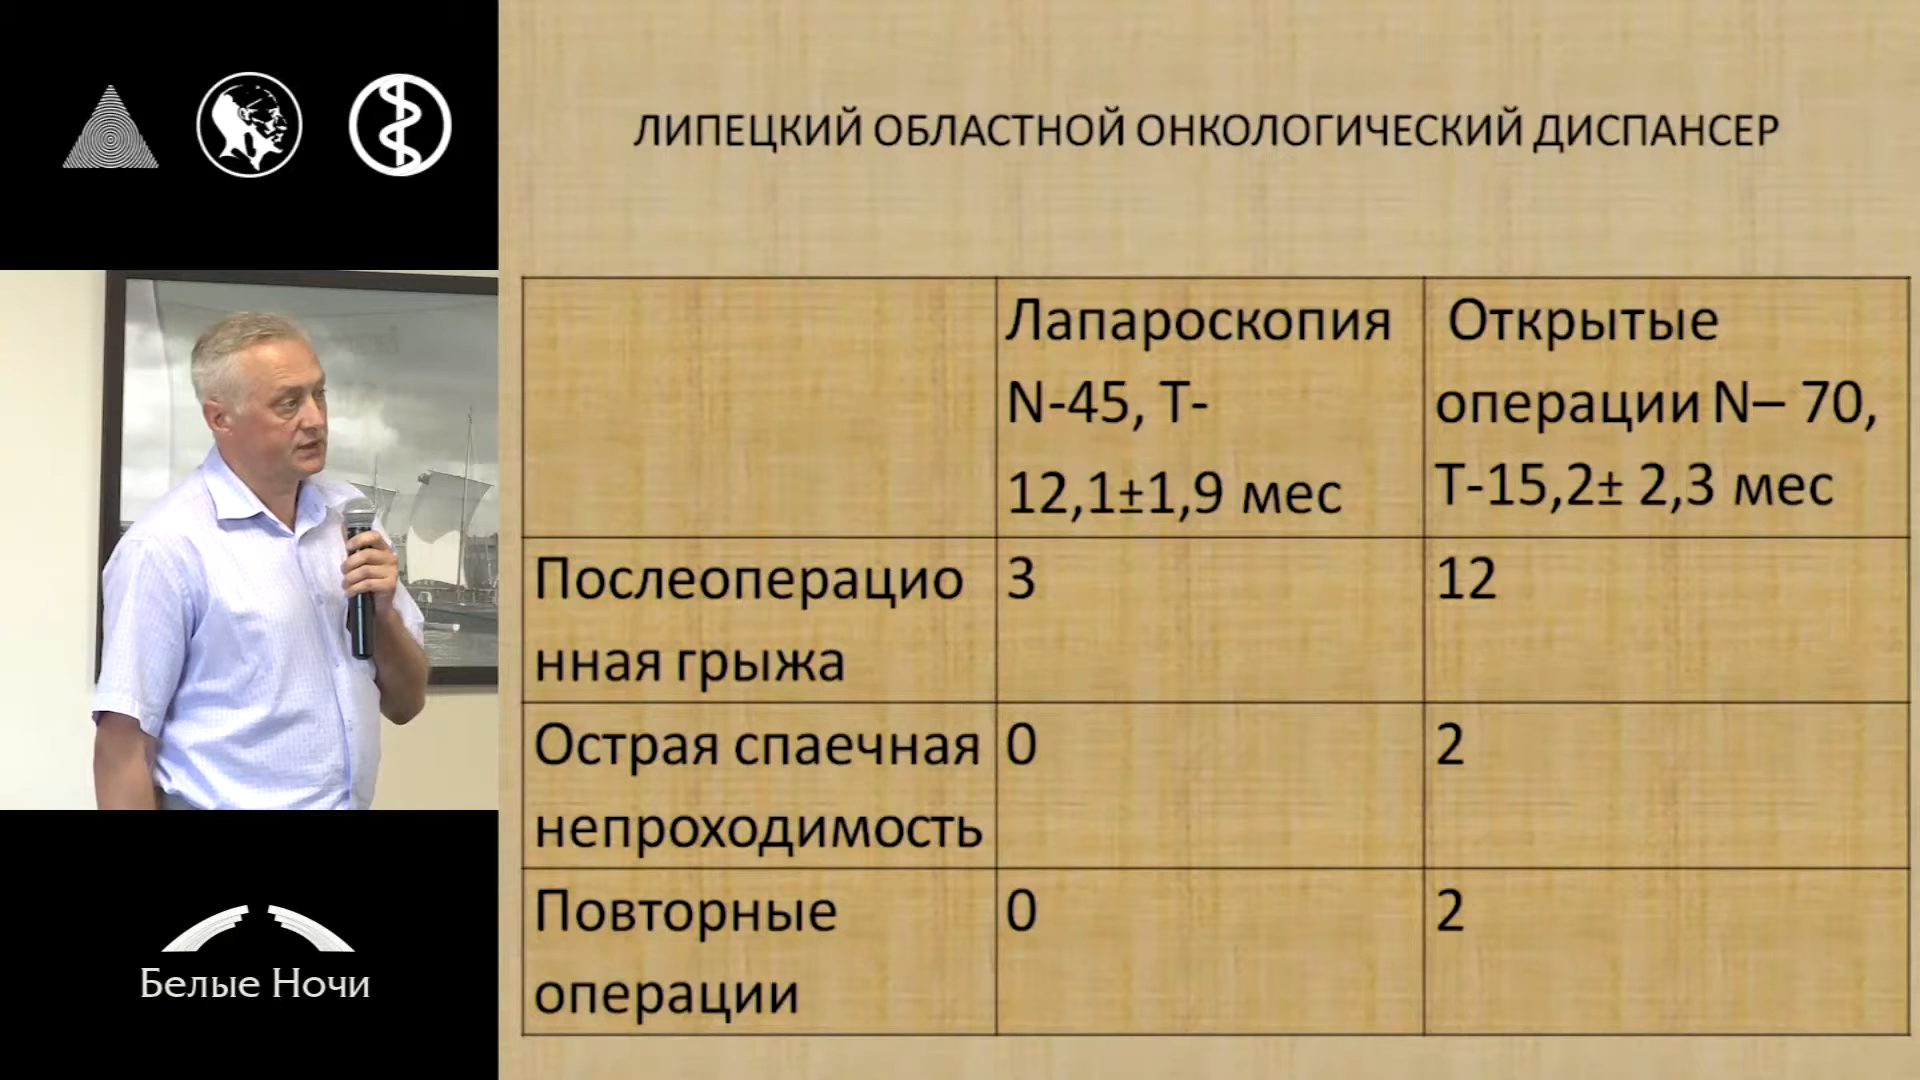 ЛИПЕЦКИЙ ОБЛАСТНОЙ ОНКОЛОГИЧЕСКИЙ ДИСПАНСЕР
Лапароскопия
N-45, Т-
12,1±1,9 мес
Открытые
операции N– 70,
Т-15,2± 2,3 мес
Послеоперацио
нная грыжа
3
12
Острая спаечная
непроходимость
0
2
Повторные
операции
0
2
Белые Ночи